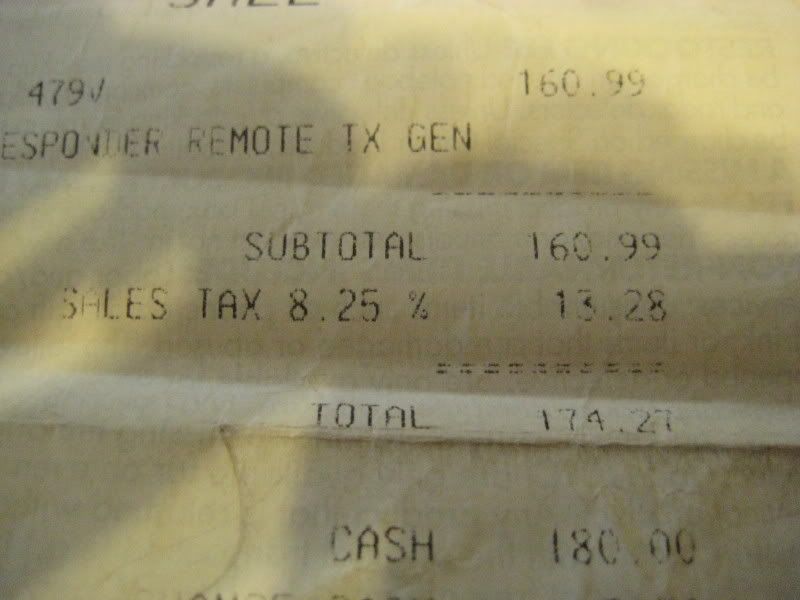 479V 160.99
ESPONDER REMOTE TX GEN
SUBTOTAL 160.99
SALES TAX 8.25 % 13.28
TOTAL 174.27
CASH 180.00